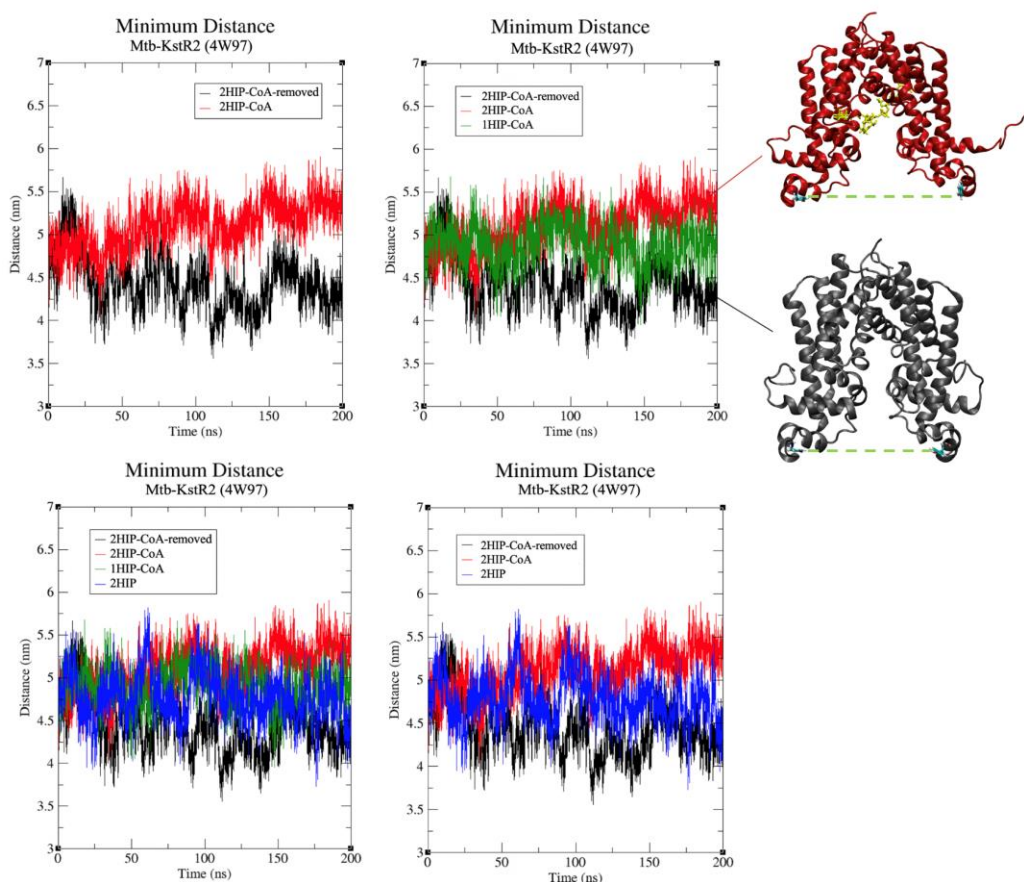 Minimum Distance
Mtb-KstR2 (4W97)
7
6.5
6
5.5
5
4.5
4
3.5
3
Distance (nm)
2HIP-CoA-removed
2HIP-CoA
0
50
100
150
200
Time (ns)
Minimum Distance
Mtb-KstR2 (4W97)
7
6.5
6
5.5
5
4.5
4
3.5
3
Distance (nm)
2HIP-CoA-removed
2HIP-CoA
1HIP-CoA
0
50
100
150
200
Time (ns)
Minimum Distance
Mtb-KstR2 (4W97)
7
6.5
6
5.5
5
4.5
4
3.5
3
Distance (nm)
2HIP-CoA-removed
2HIP-CoA
1HIP-CoA
2HIP
0
50
100
150
200
Time (ns)
Minimum Distance
Mtb-KstR2 (4W97)
7
6.5
6
5.5
5
4.5
4
3.5
3
Distance (nm)
2HIP-CoA-removed
2HIP-CoA
2HIP
0
50
100
150
200
Time (ns)